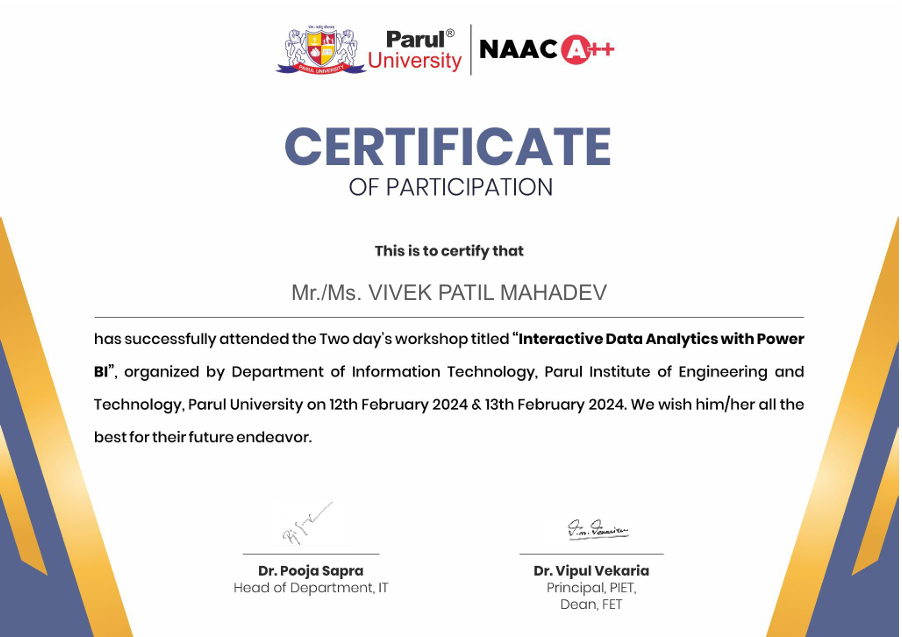 Parul®
University
NAAC A++
PARUL UNIVERSITY
CERTIFICATE
OF PARTICIPATION
This is to certify that
Mr./Ms. VIVEK PATIL MAHADEV
has successfully attended the Two day's workshop titled “Interactive Data Analytics with Power
BI”, organized by Department of Information Technology, Parul Institute of Engineering and
Technology, Parul University on 12th February 2024 & 13th February 2024. We wish him/her all the
best for their future endeavor.
V.M. Vekaria
Dr. Pooja Sapra
Head of Department, IT
Dr. Vipul Vekaria
Principal, PIET,
Dean, FET